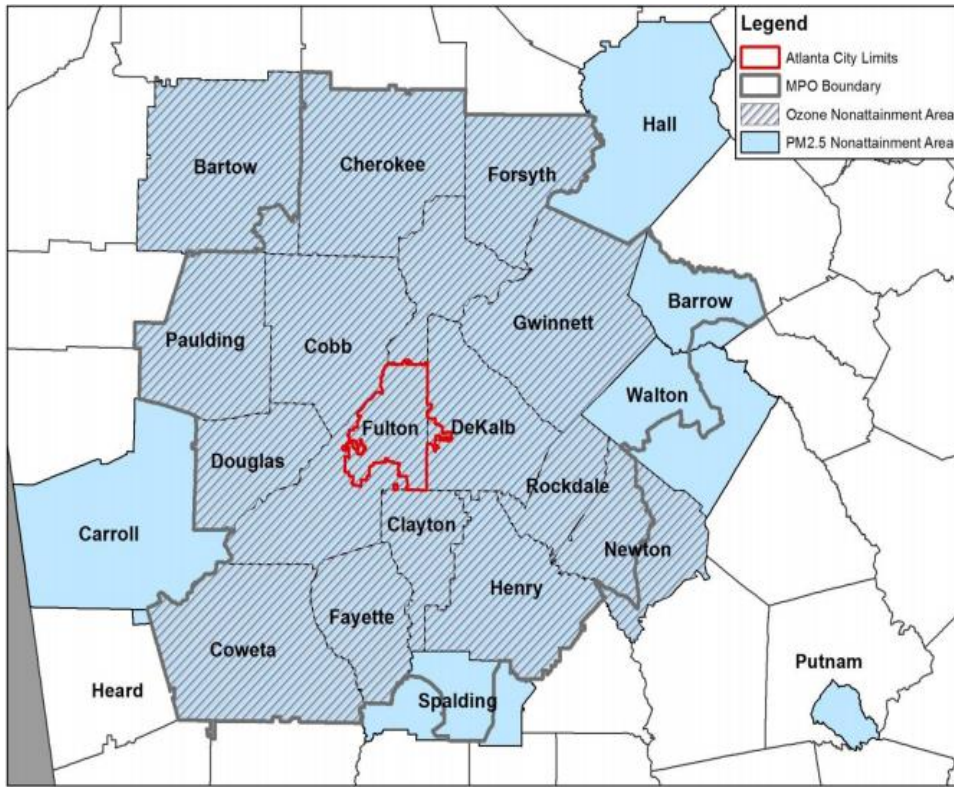 Legend
Atlanta City Limits
MPO Boundary
Ozone Nonattainment Area
PM2.5 Nonattainment Area
Hall
Bartow
Cherokee
Forsyth
Barrow
Gwinnett
Paulding
Cobb
Walton
Fulton
DeKalb
Douglas
Rockdale
Carroll
Clayton
Newton
Henry
Fayette
Coweta
Putnam
Heard
Spalding